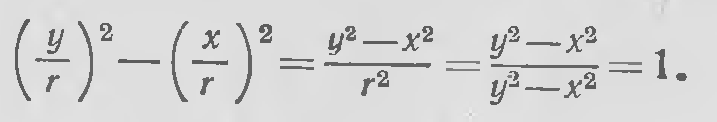 (y/r)² — (x/r)² = y² — x² / r² = y² — x² / y² — x² = 1.